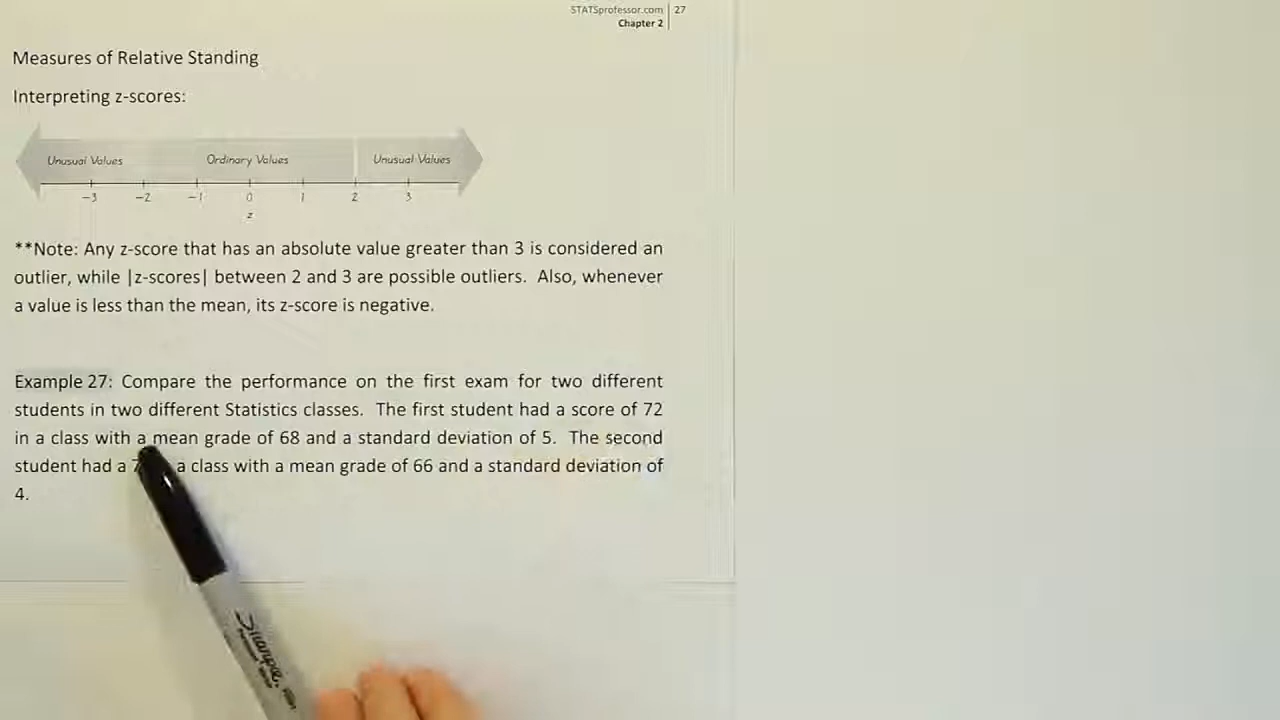 STATSprofessor.com 27
Chapter 2
Measures of Relative Standing
Interpreting z-scores:
Unusual Values Ordinary Values Unusual Values
-3 -2 -1 0 1 2 3
z
**Note: Any z-score that has an absolute value greater than 3 is considered an
outlier, while |z-scores| between 2 and 3 are possible outliers. Also, whenever
a value is less than the mean, its z-score is negative.
Example 27: Compare the performance on the first exam for two different
students in two different Statistics classes. The first student had a score of 72
in a class with a mean grade of 68 and a standard deviation of 5. The second
student had a a class with a mean grade of 66 and a standard deviation of
4.
Sharpie